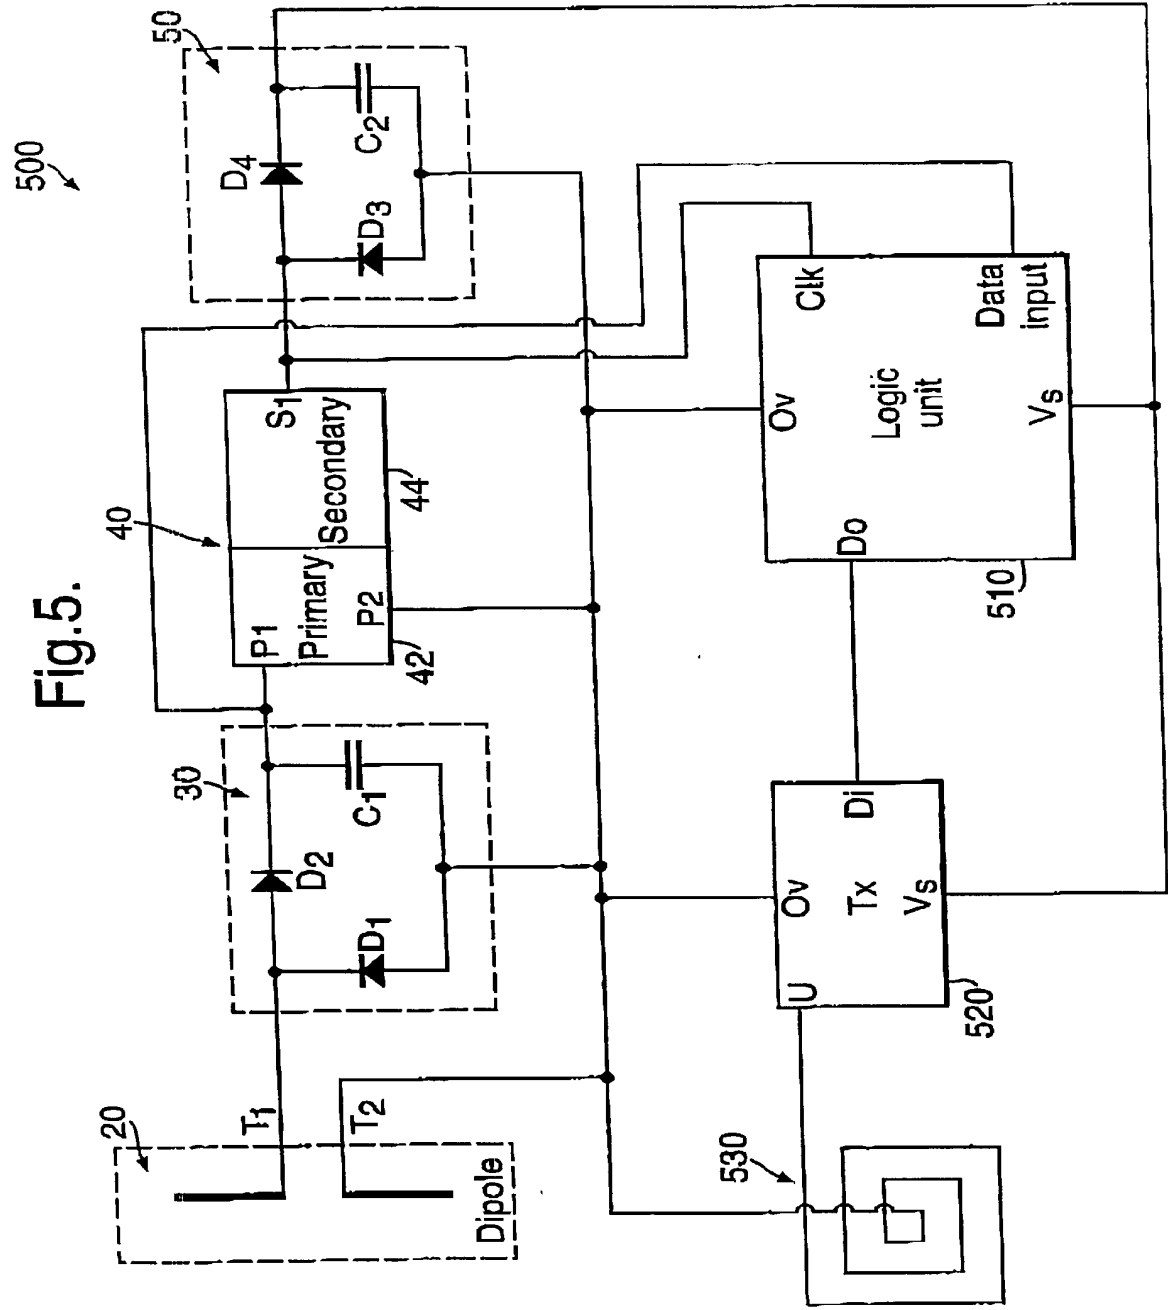 Fig.5.
500
20
T1
T2
Dipole
30
D2
D1
C1
40
P1
Primary
P2
42
S1
Secondary
44
50
D4
D3
C2
530
U
Ov
Tx
Vs
Di
520
Do
Ov
Logic
unit
Vs
Clk
Data
input
510